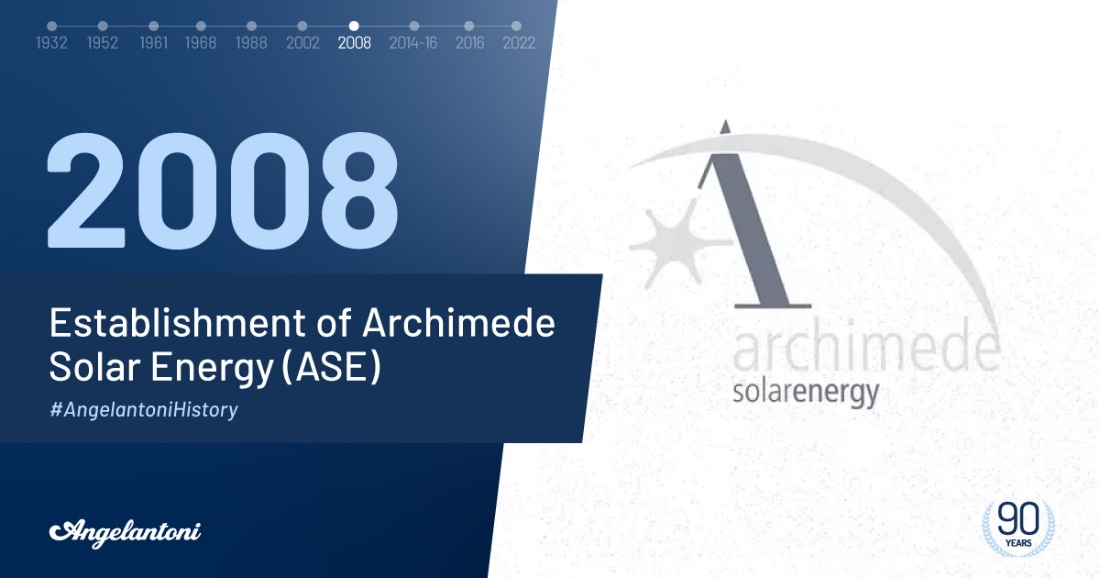 1932 1952 1961 1968 1988 2002 2008 2014-16 2016 2022
2008
Establishment of Archimede
Solar Energy (ASE)
#AngelantoniHistory
Angelantoni
A
archimede
solarenergy
90
YEARS